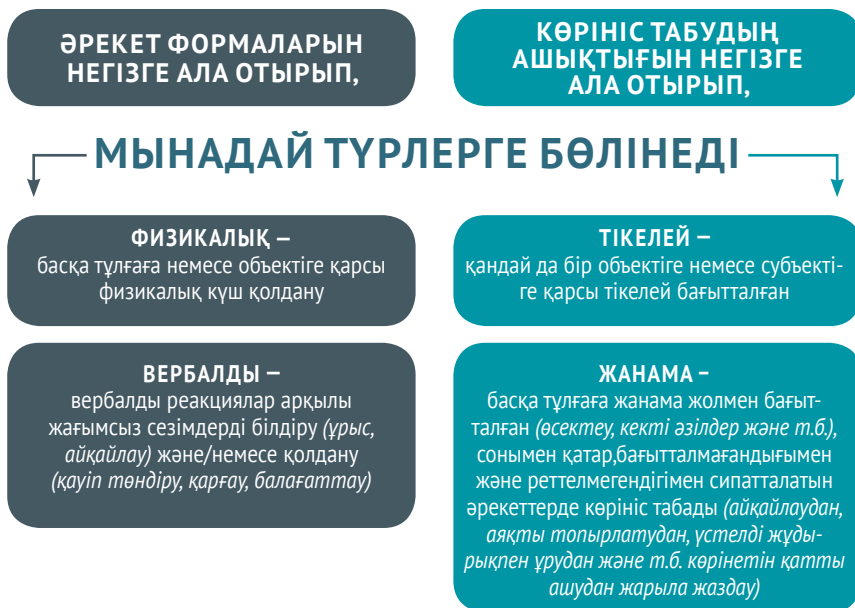 ӘРЕКЕТ ФОРМАЛАРЫН
НЕГІЗГЕ АЛА ОТЫРЫП,
КӨРІНІС ТАБУДЫҢ
АШЫҚТЫҒЫН НЕГІЗГЕ
АЛА ОТЫРЫП,
МЫНАДАЙ ТҮРЛЕРГЕ БӨЛІНЕДІ
ФИЗИКАЛЫҚ –
басқа тұлғаға немесе объектіге қарсы
физикалық күш қолдану
ТІКЕЛЕЙ –
қандай да бір объектіге немесе субъекті-
ге қарсы тікелей бағытталған
ВЕРБАЛДЫ –
вербалды реакциялар арқылы
жағымсыз сезімдерді білдіру (ұрыс,
айқайлау) және/немесе қолдану
(қауіп төндіру, қарғау, балағаттау)
ЖАНАМА –
басқа тұлғаға жанама жолмен бағыт-
талған (өсектеу, кекті әзілдер және т.б.),
сонымен қатар,бағытталмағандығымен
және реттелмегендігімен сипатталатын
әрекеттерде көрініс табады (айқайлаудан,
аяқты топырлатудан, үстелді жұды-
рықпен ұрудан және т.б. көрінетін қатты
ашудан жарыла жаздау)